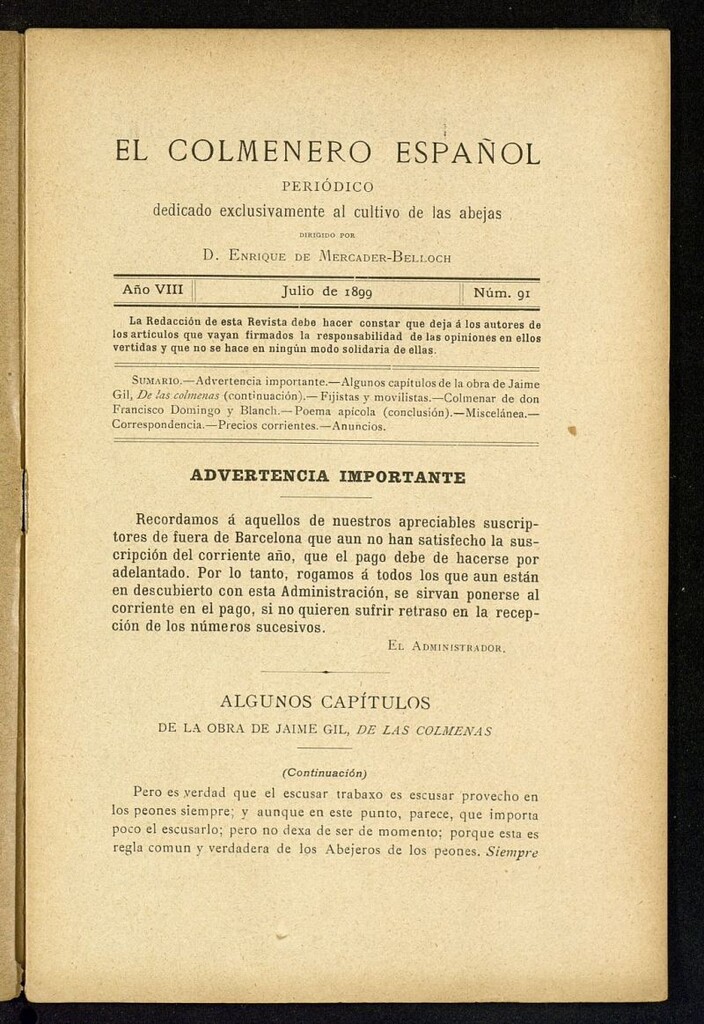 EL COLMENERO ESPAÑOL
PERIÓDICO
dedicado exclusivamente al cultivo de las abejas
DIRIGIDO POR
D. ENRIQUE DE MERCADER-BELLOCH
Año VIII Julio de 1899 Núm. 91
La Redacción de esta Revista debe hacer constar que deja á los autores de
los artículos que vayan firmados la responsabilidad de las opiniones en ellos
vertidas y que no se hace en ningún modo solidaria de ellas.
SUMARIO.—Advertencia importante.—Algunos capítulos de la obra de Jaime
Gil, De las colmenas (continuación).—Fijistas y movilistas.—Colmenar de don
Francisco Domingo y Blanch.—Poema apícola (conclusión).—Miscelánea.—
Correspondencia.—Precios corrientes.—Anuncios.
ADVERTENCIA IMPORTANTE
Recordamos á aquellos de nuestros apreciables suscrip-
tores de fuera de Barcelona que aun no han satisfecho la sus-
cripción del corriente año, que el pago debe de hacerse por
adelantado. Por lo tanto, rogamos á todos los que aun están
en descubierto con esta Administración, se sirvan ponerse al
corriente en el pago, si no quieren sufrir retraso en la recep-
ción de los números sucesivos.
EL ADMINISTRADOR.
ALGUNOS CAPÍTULOS
DE LA OBRA DE JAIME GIL, DE LAS COLMENAS
(Continuación)
Pero es verdad que el escusar trabaxo es escusar provecho en
los peones siempre; y aunque en este punto, parece, que importa
poco el escusarlo; pero no dexa de ser de momento; porque esta es
regla comun y verdadera de los Abejeros de los peones. Siempre